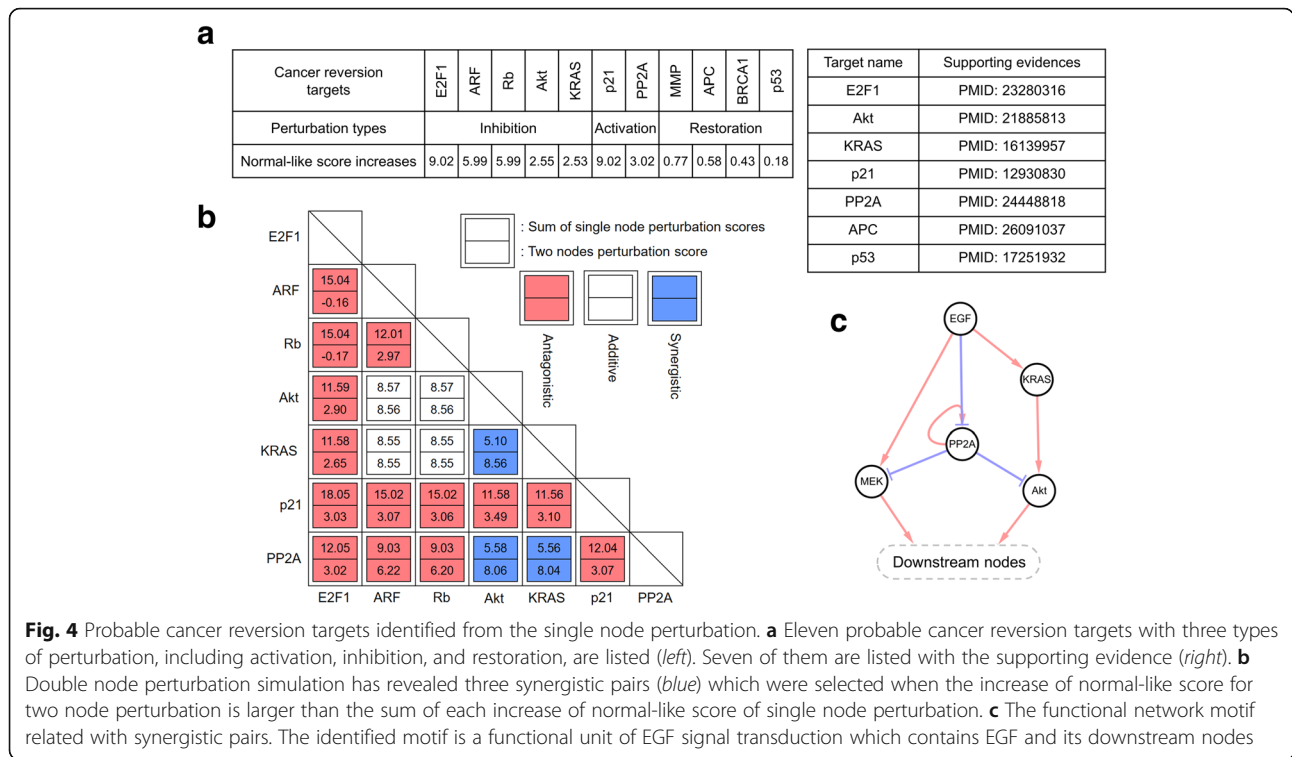 a
Cancer reversion targets E2F1 ARF Rb Akt KRAS p21 PP2A MMP APC BRCA1 p53
Perturbation types Inhibition Activation Restoration
Normal-like score increases 9.02 5.99 5.99 2.55 2.53 9.02 3.02 0.77 0.58 0.43 0.18
Target name Supporting evidences
E2F1 PMID: 23280316
Akt PMID: 21885813
KRAS PMID: 16139957
p21 PMID: 12930830
PP2A PMID: 24448818
APC PMID: 26091037
p53 PMID: 17251932
b
: Sum of single node perturbation scores
: Two nodes perturbation score
Antagonistic
Additive
Synergistic
E2F1
ARF
15.04
-0.16
Rb
15.04 12.01
-0.17 2.97
Akt
11.59 8.57 8.57
2.90 8.56 8.56
KRAS
11.58 8.55 8.55 5.10
2.65 8.55 8.55 8.56
p21
18.05 15.02 15.02 11.58 11.56
3.03 3.07 3.06 3.49 3.10
PP2A
12.05 9.03 9.03 5.58 5.56 12.04
3.02 6.22 6.20 8.06 8.04 3.07
E2F1 ARF Rb Akt KRAS p21 PP2A
c
EGF
KRAS
PP2A
MEK
Akt
Downstream nodes
Fig. 4 Probable cancer reversion targets identified from the single node perturbation. a Eleven probable cancer reversion targets with three types
of perturbation, including activation, inhibition, and restoration, are listed (left). Seven of them are listed with the supporting evidence (right). b
Double node perturbation simulation has revealed three synergistic pairs (blue) which were selected when the increase of normal-like score for
two node perturbation is larger than the sum of each increase of normal-like score of single node perturbation. c The functional network motif
related with synergistic pairs. The identified motif is a functional unit of EGF signal transduction which contains EGF and its downstream nodes